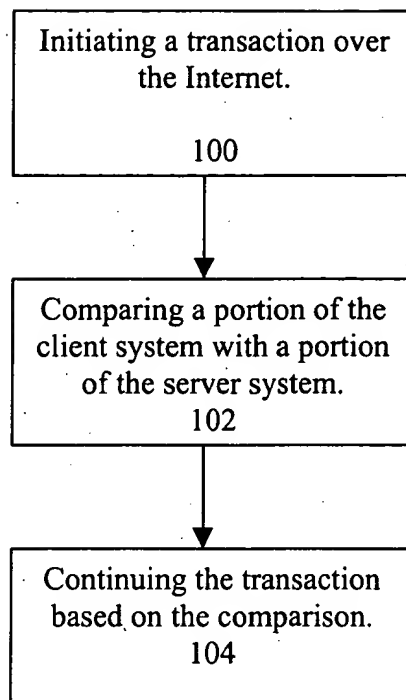 Initiating a transaction over
the Internet.
100
Comparing a portion of the
client system with a portion
of the server system.
102
Continuing the transaction
based on the comparison.
104